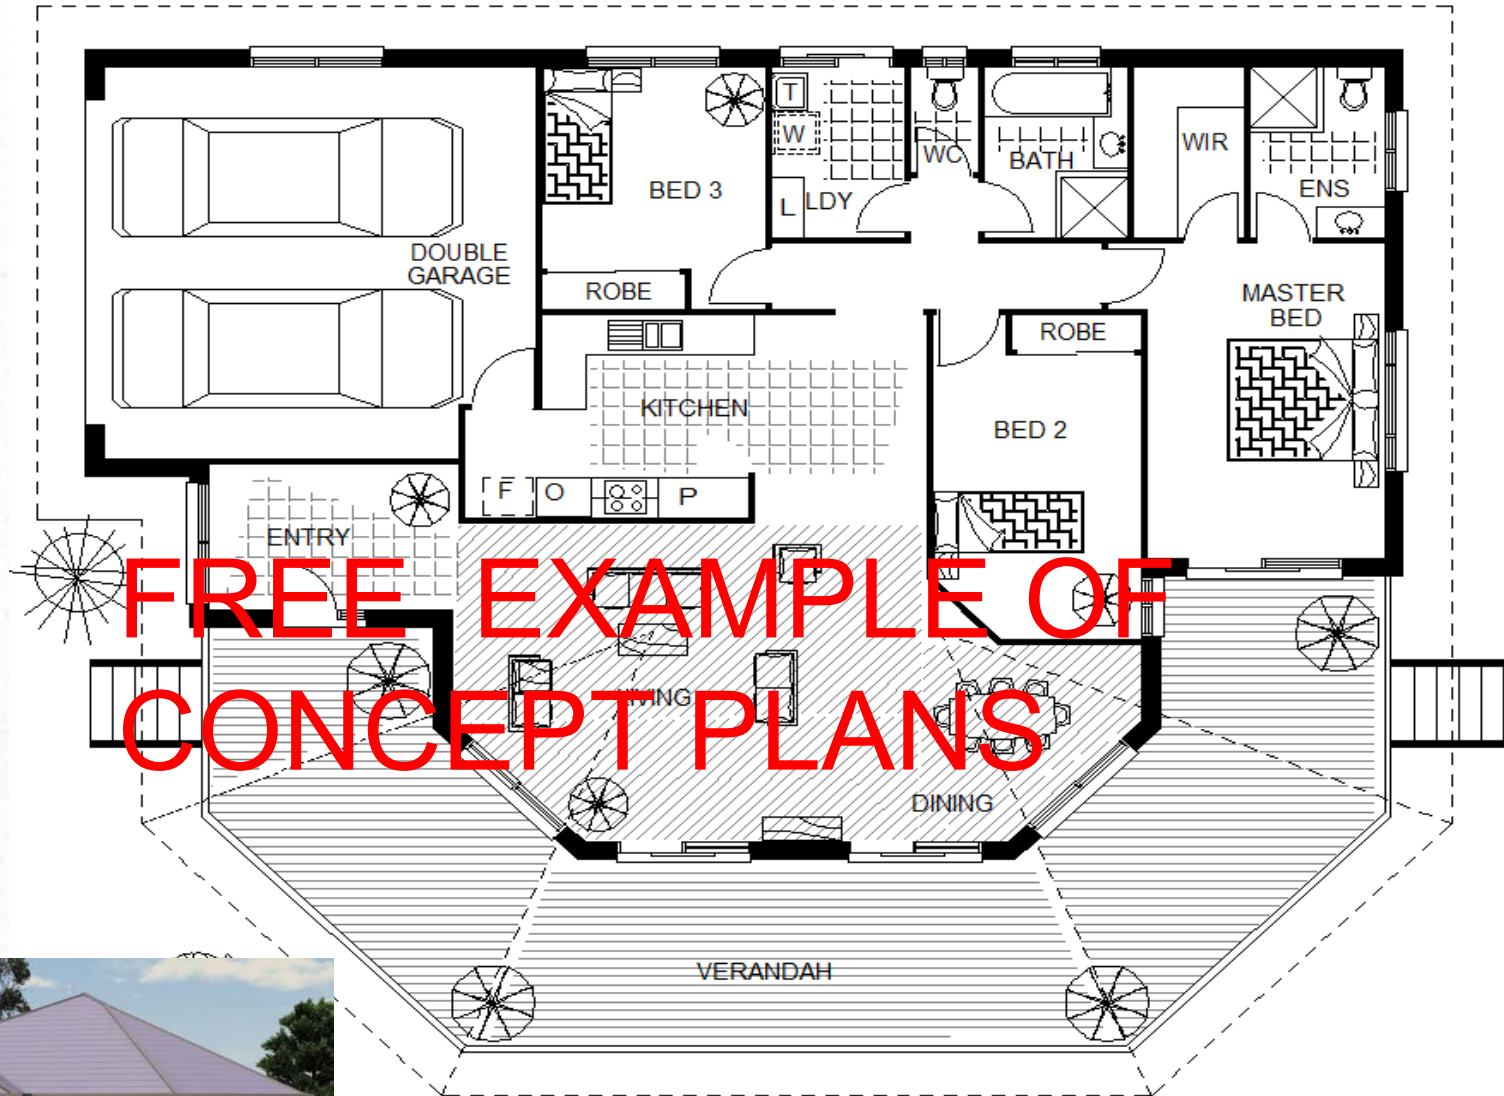 T
W
WC
BATH
WIR
ENS
BED 3
L
LDY
DOUBLE
GARAGE
ROBE
MASTER
BED
ROBE
KITCHEN
BED 2
F
O
P
ENTRY
FREE EXAMPLE OF
LIVING
CONCEPT PLANS
DINING
VERANDAH